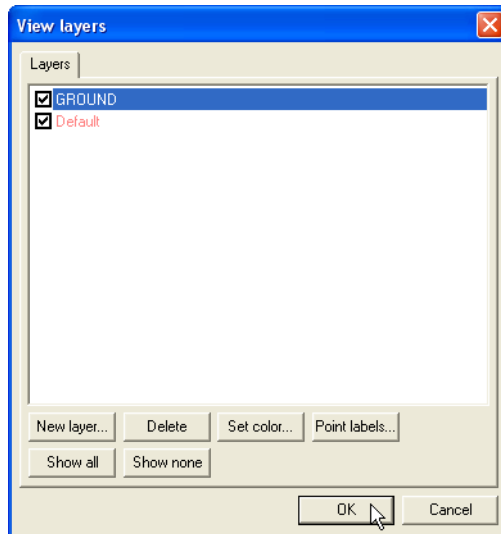 View layers
Layers
GROUND
Default
New layer... Delete Set color... Point labels...
Show all Show none
OK Cancel